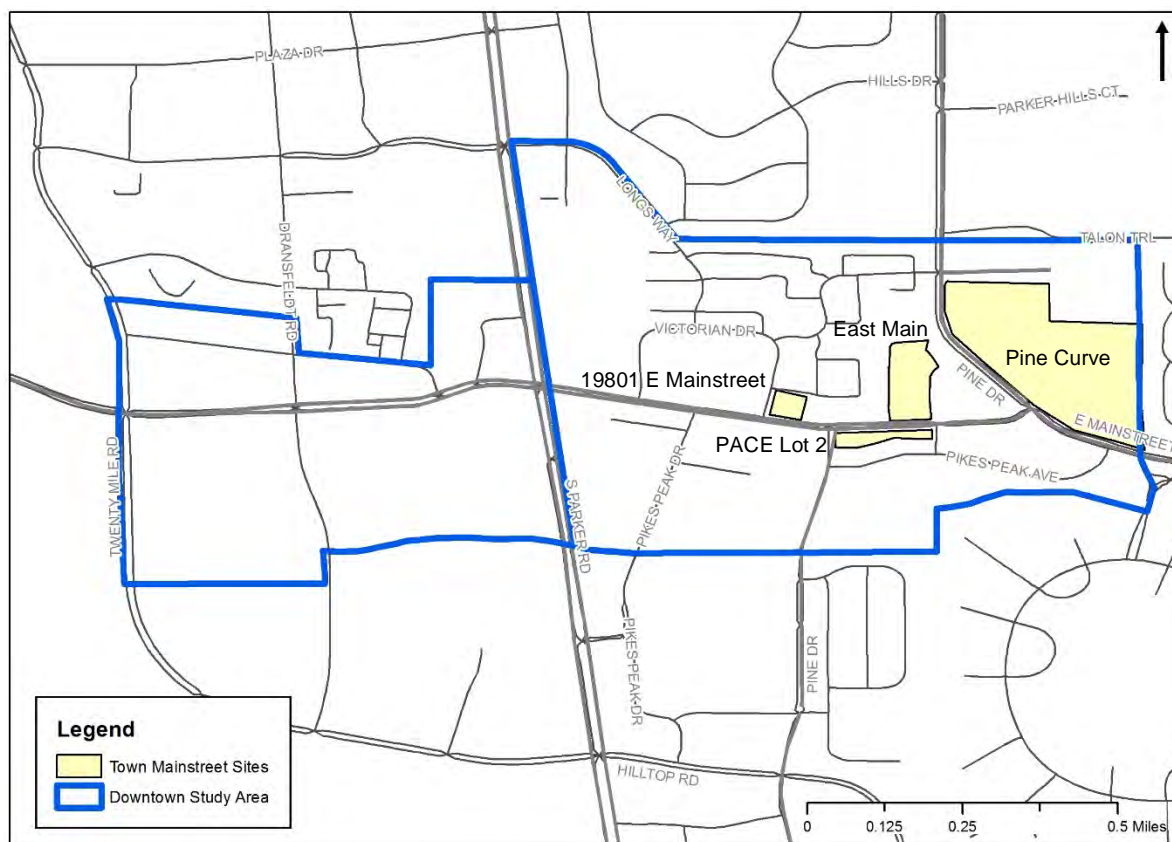 PLAZA DR
HILLS DR
PARKER HILLS CT
LONGS WAY
TALON TRL
DRANSFELDT RD
VICTORIAN DR
East Main
Pine Curve
PINE DR
19801 E Mainstreet
E MAINSTREET
PACE Lot 2
PIKES PEAK AVE
PIKES PEAK DR
TWENTY MILE RD
S PARKER RD
PIKES PEAK DR
PINE DR
HILLTOP RD
Legend
Town Mainstreet Sites
Downtown Study Area
0 0.125 0.25 0.5 Miles